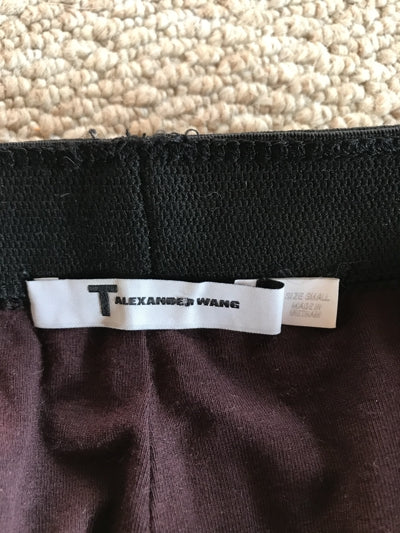 T ALEXANDER WANG
SIZE SMALL
MADE IN
VIETNAM